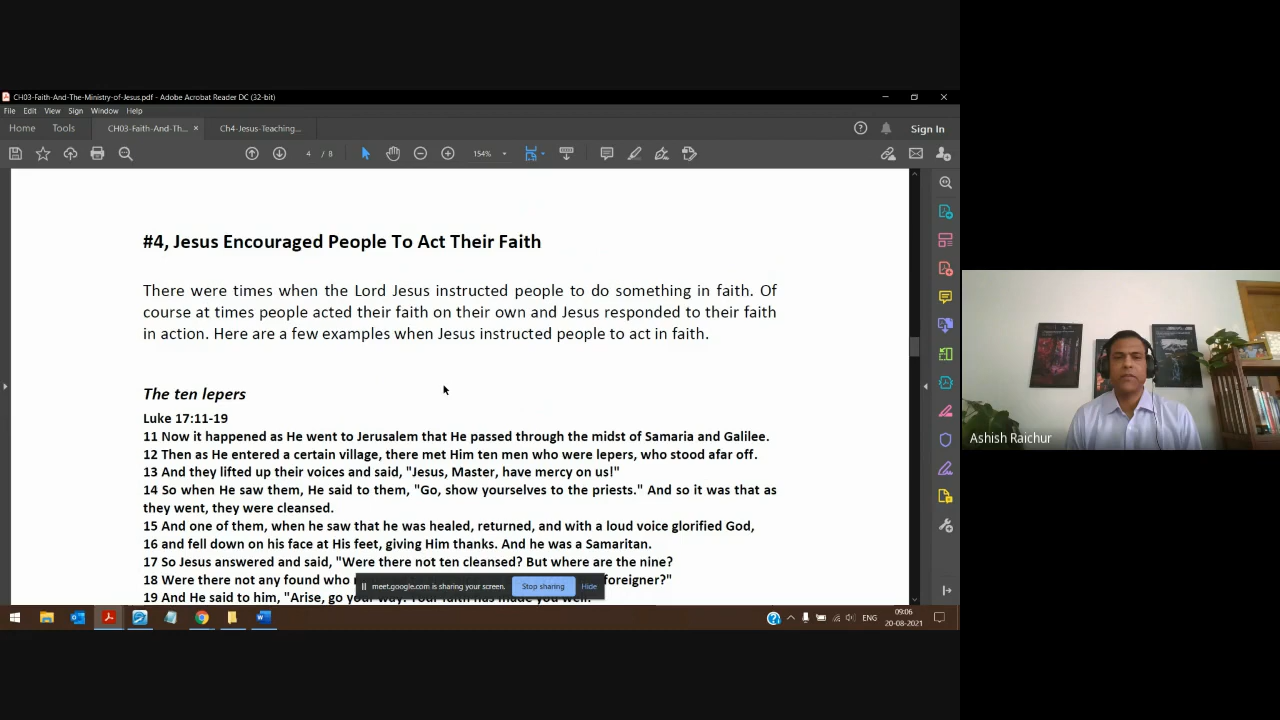 CH03-Faith-And-The-Ministry-of-Jesus.pdf - Adobe Acrobat Reader DC (32-bit)
File Edit View Sign Window Help
Home Tools CH03-Faith-And-Th... × Ch4-Jesus-Teaching... Sign In
4 / 8 154%
#4, Jesus Encouraged People To Act Their Faith
There were times when the Lord Jesus instructed people to do something in faith. Of
course at times people acted their faith on their own and Jesus responded to their faith
in action. Here are a few examples when Jesus instructed people to act in faith.
The ten lepers
Luke 17:11-19
11 Now it happened as He went to Jerusalem that He passed through the midst of Samaria and Galilee.
12 Then as He entered a certain village, there met Him ten men who were lepers, who stood afar off.
13 And they lifted up their voices and said, "Jesus, Master, have mercy on us!"
14 So when He saw them, He said to them, "Go, show yourselves to the priests." And so it was that as
they went, they were cleansed.
15 And one of them, when he saw that he was healed, returned, and with a loud voice glorified God,
16 and fell down on his face at His feet, giving Him thanks. And he was a Samaritan.
17 So Jesus answered and said, "Were there not ten cleansed? But where are the nine?
18 Were there not any found who foreigner?"
meet.google.com is sharing your screen. Stop sharing Hide
19 And He said to him, "Arise, go your way. Your faith has made you well."
ENG
09:06
20-08-2021
Ashish Raichur